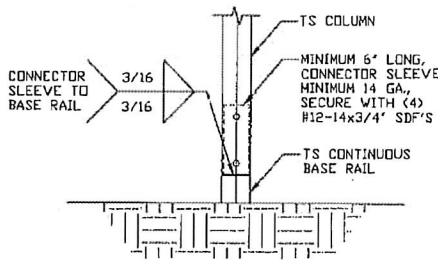 TS COLUMN
MINIMUM 6" LONG,
CONNECTOR SLEEVE
MINIMUM 14 GA.,
SECURE WITH (4)
#12-14x3/4" SDF'S
CONNECTOR
SLEEVE TO
BASE RAIL
3/16
3/16
TS CONTINUOUS
BASE RAIL